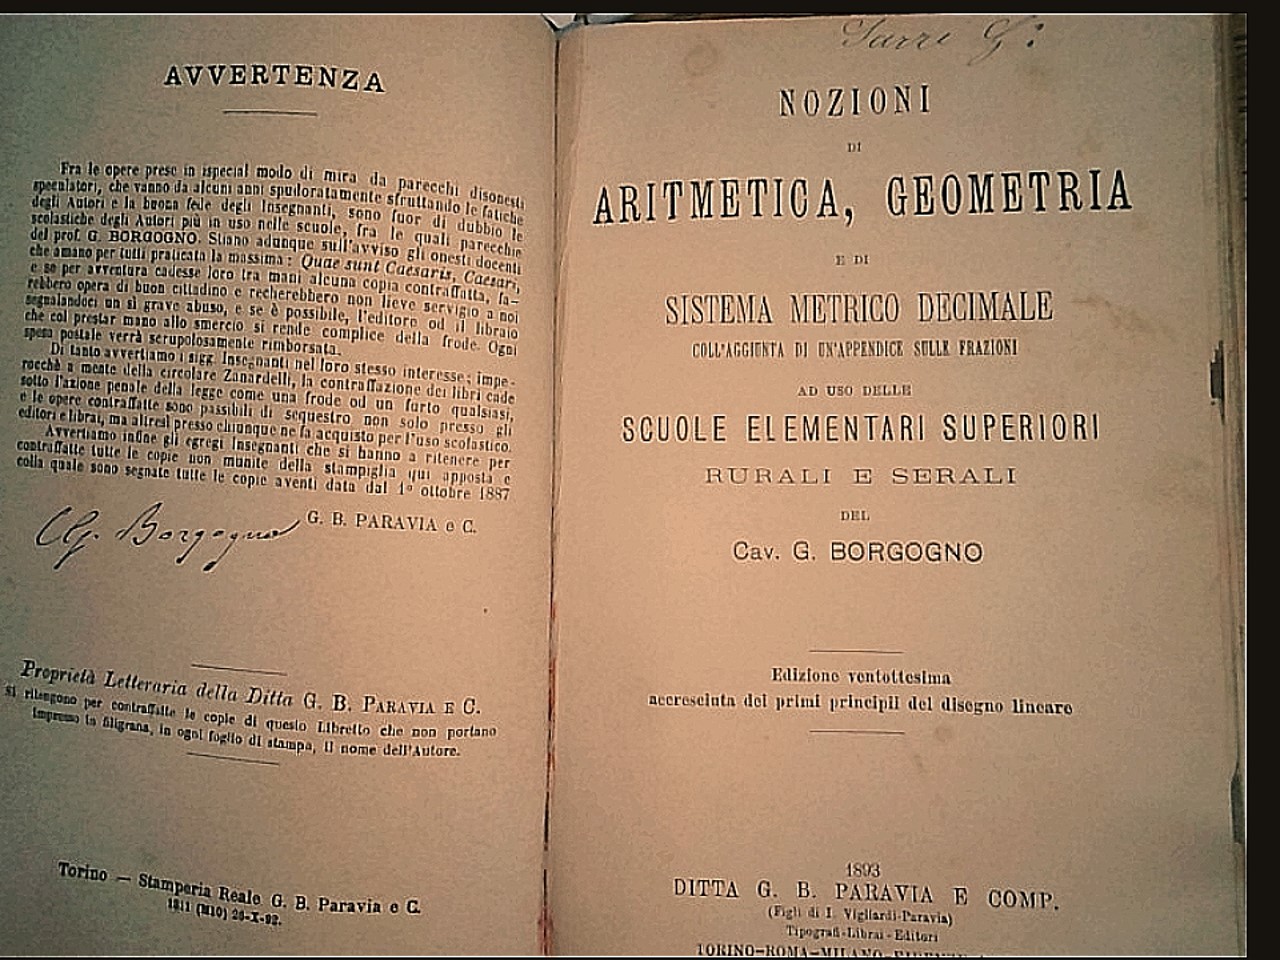 AVVERTENZA
Fra le opere prese in ispecial modo di mira da parecchi disonesti
speculatori, che vanno da alcuni anni spudoratamente sfruttando le fatiche
degli Autori e la buona fede degli Insegnanti, sono fuor di dubbio le
scolastiche degli Autori più in uso nelle scuole, fra le quali parecchie
del prof. G. BORGOGNO. Stiano adunque sull'avviso gli onesti docenti
che amano per tutti praticata la massima: Quae sunt Caesaris, Caesari,
e se per avventura cadesse loro tra mani alcuna copia contraffatta, fa-
rebbero opera di buon cittadino e recherebbero non lieve servigio a noi
segnalandoci un sì grave abuso, e se è possibile, l'editore od il libraio
che col prestar mano allo smercio si rende complice della frode. Ogni
spesa postale verrà scrupolosamente rimborsata.
Di tanto avvertiamo i sigg. Insegnanti nel loro stesso interesse; impe-
rocchè a mente della circolare Zanardelli, la contraffazione dei libri cade
sotto l'azione penale della legge come una frode od un furto qualsiasi,
e le opere contraffatte sono passibili di sequestro non solo presso gli
editori e librai, ma altresì presso chiunque ne fa acquisto per l'uso scolastico.
Avvertiamo infine gli egregi Insegnanti che si hanno a ritenere per
contraffatte tutte le copie non munite della stampiglia qui apposta e
colla quale sono segnate tutte le copie aventi data dal 1º ottobre 1887
G. Borgogno
G. B. PARAVIA e C.
Proprietà Letteraria della Ditta G. B. PARAVIA E C.
Si ritengono per contraffatte le copie di questo Libretto che non portano
impresso in filigrana, in ogni foglio di stampa, il nome dell'Autore.
Torino — Stamperia Reale G. B. Paravia e C.
1811 (M10) 26-X-92.
Sarri G:
NOZIONI
DI
ARITMETICA, GEOMETRIA
E DI
SISTEMA METRICO DECIMALE
COLL'AGGIUNTA DI UN'APPENDICE SULLE FRAZIONI
AD USO DELLE
SCUOLE ELEMENTARI SUPERIORI
RURALI E SERALI
DEL
Cav. G. BORGOGNO
Edizione ventottesima
accresciuta dei primi principii del disegno lineare
1893
DITTA G. B. PARAVIA E COMP.
(Figli di I. Vigliardi-Paravia)
Tipografi-Librai-Editori
TORINO-ROMA-MILANO-FIRENZE